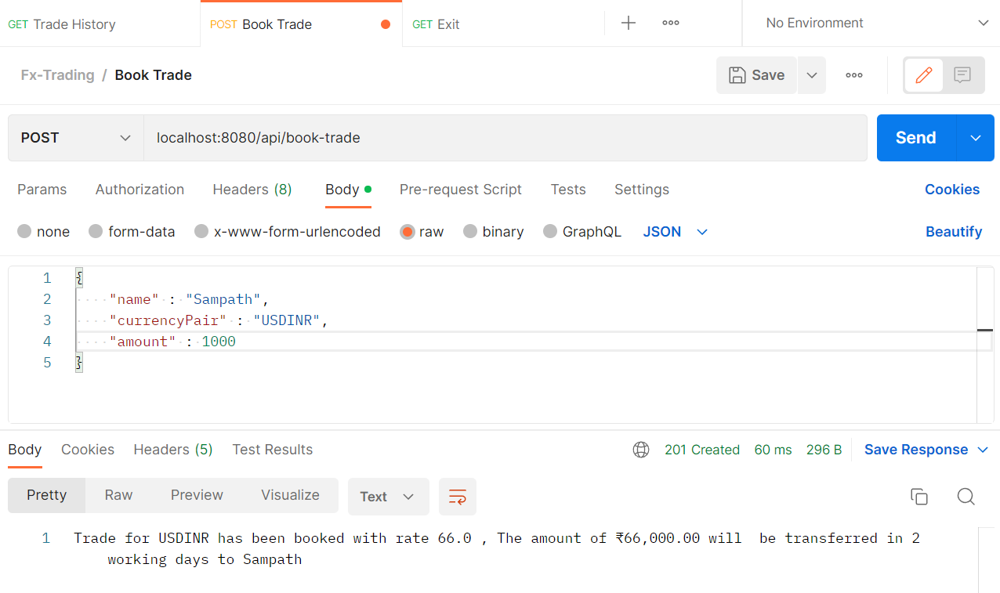 GET Trade History POST Book Trade GET Exit No Environment
Fx-Trading / Book Trade Save
POST localhost:8080/api/book-trade Send
Params Authorization Headers (8) Body Pre-request Script Tests Settings Cookies
none form-data x-www-form-urlencoded raw binary GraphQL JSON Beautify
1 {
2 "name" : "Sampath",
3 "currencyPair" : "USDINR",
4 "amount" : 1000
5 }
Body Cookies Headers (5) Test Results 201 Created 60 ms 296 B Save Response
Pretty Raw Preview Visualize Text
1 Trade for USDINR has been booked with rate 66.0 , The amount of ₹66,000.00 will  be transferred in 2
working days to Sampath